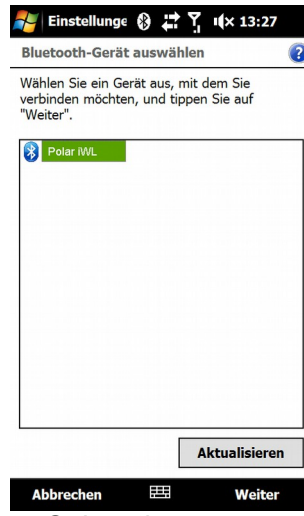 Einstellunge 13:27
Bluetooth-Gerät auswählen ?
Wählen Sie ein Gerät aus, mit dem Sie
verbinden möchten, und tippen Sie auf
"Weiter".
Polar iWL
Aktualisieren
Abbrechen Weiter